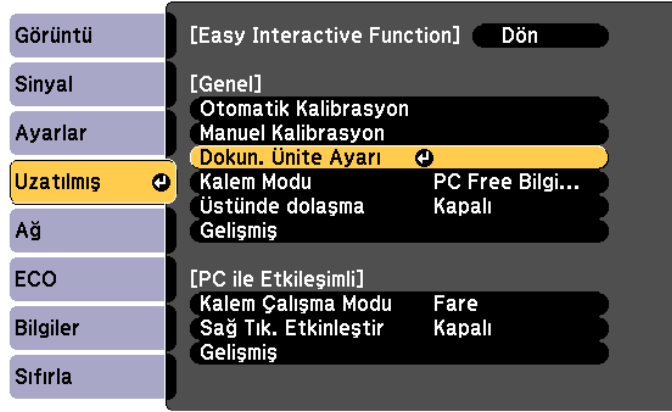 Görüntü
Sinyal
Ayarlar
Uzatılmış
Ağ
ECO
Bilgiler
Sıfırla
[Easy Interactive Function] Dön
[Genel]
Otomatik Kalibrasyon
Manuel Kalibrasyon
Dokun. Ünite Ayarı
Kalem Modu PC Free Bilgi...
Üstünde dolaşma Kapalı
Gelişmiş
[PC ile Etkileşimli]
Kalem Çalışma Modu Fare
Sağ Tık. Etkinleştir Kapalı
Gelişmiş